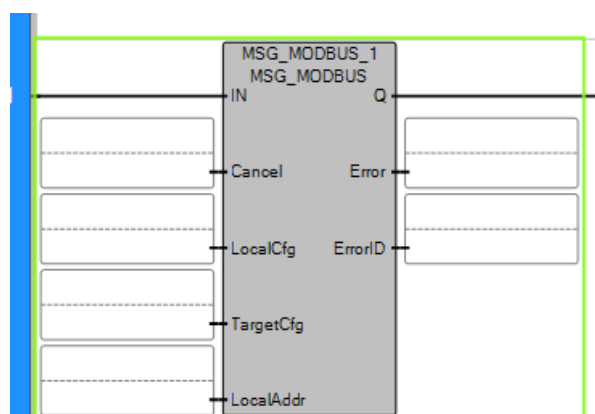 MSG_MODBUS_1
MSG_MODBUS
IN Q
Cancel Error
LocalCfg ErrorID
TargetCfg
LocalAddr